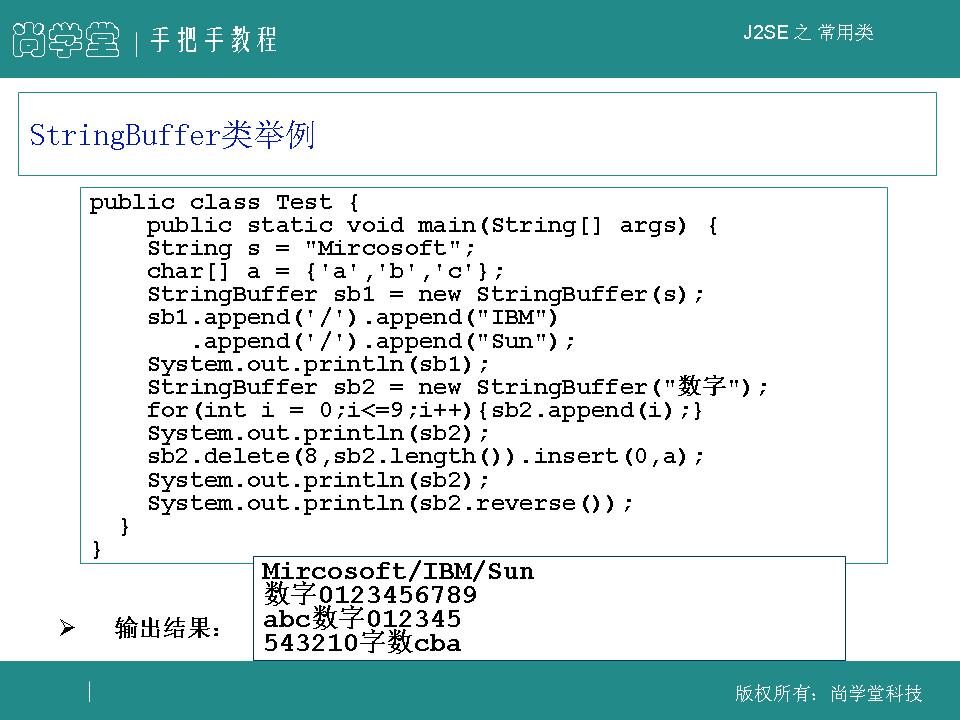 尚学堂 | 手把手教程
J2SE 之 常用类
StringBuffer类举例
public class Test {
    public static void main(String[] args) {
    String s = "Mircosoft";
    char[] a = {'a','b','c'};
    StringBuffer sb1 = new StringBuffer(s);
    sb1.append('/').append("IBM")
       .append('/').append("Sun");
    System.out.println(sb1);
    StringBuffer sb2 = new StringBuffer("数字");
    for(int i = 0;i<=9;i++){sb2.append(i);}
    System.out.println(sb2);
    sb2.delete(8,sb2.length()).insert(0,a);
    System.out.println(sb2);
    System.out.println(sb2.reverse());
  }
}
➢ 输出结果：
Mircosoft/IBM/Sun
数字0123456789
abc数字012345
543210字数cba
版权所有：尚学堂科技